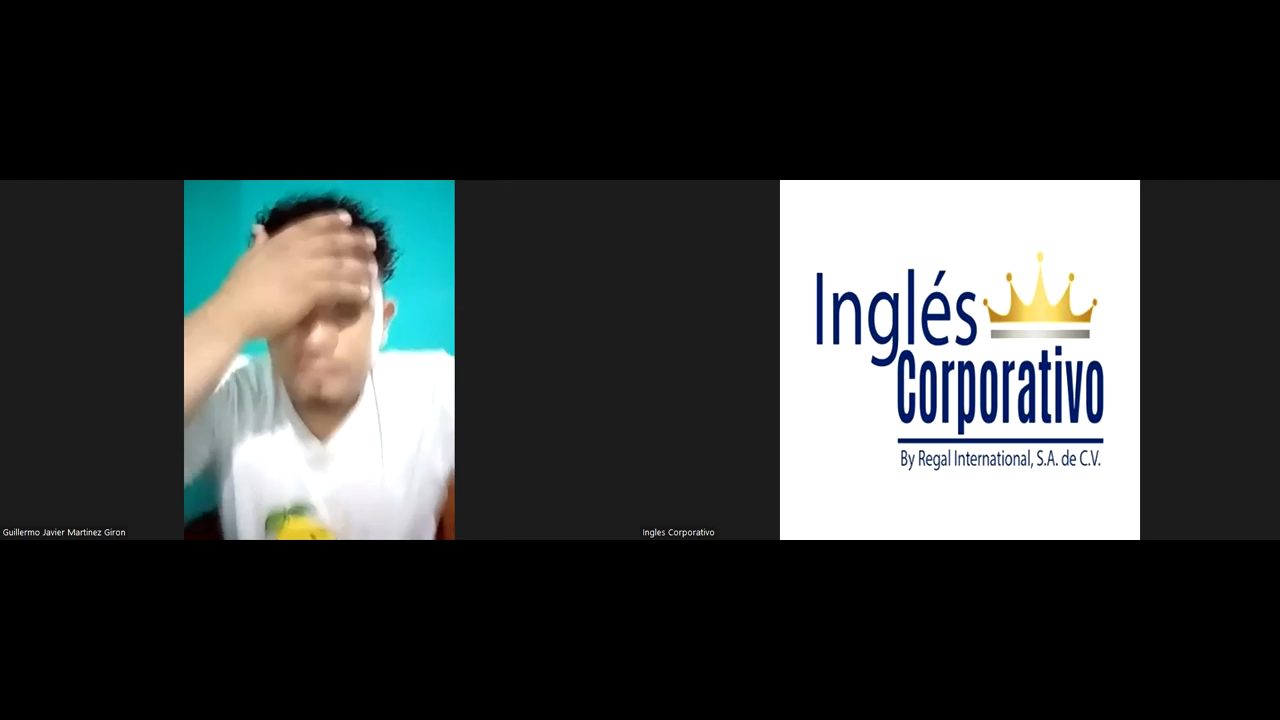 Inglés
Corporativo
By Regal International, S.A. de C.V.
Guillermo Javier Martinez Giron
Ingles Corporativo